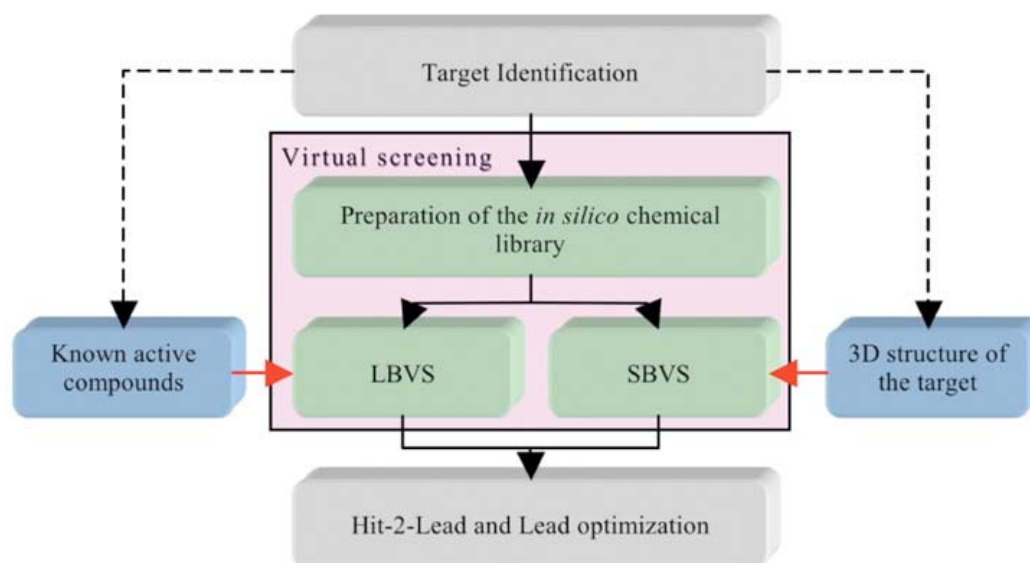 Target Identification
Virtual screening
Preparation of the in silico chemical
library
Known active
compounds
LBVS
SBVS
3D structure of
the target
Hit-2-Lead and Lead optimization